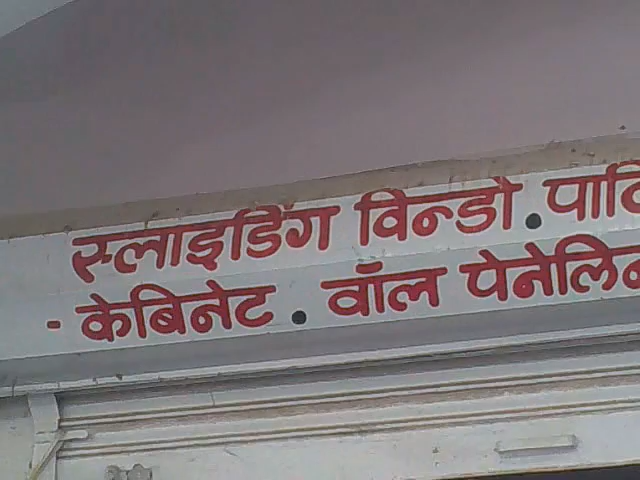 स्लाइडिंग विन्डो . पार्टि
- केबिनेट . वॉल पेनेलिन